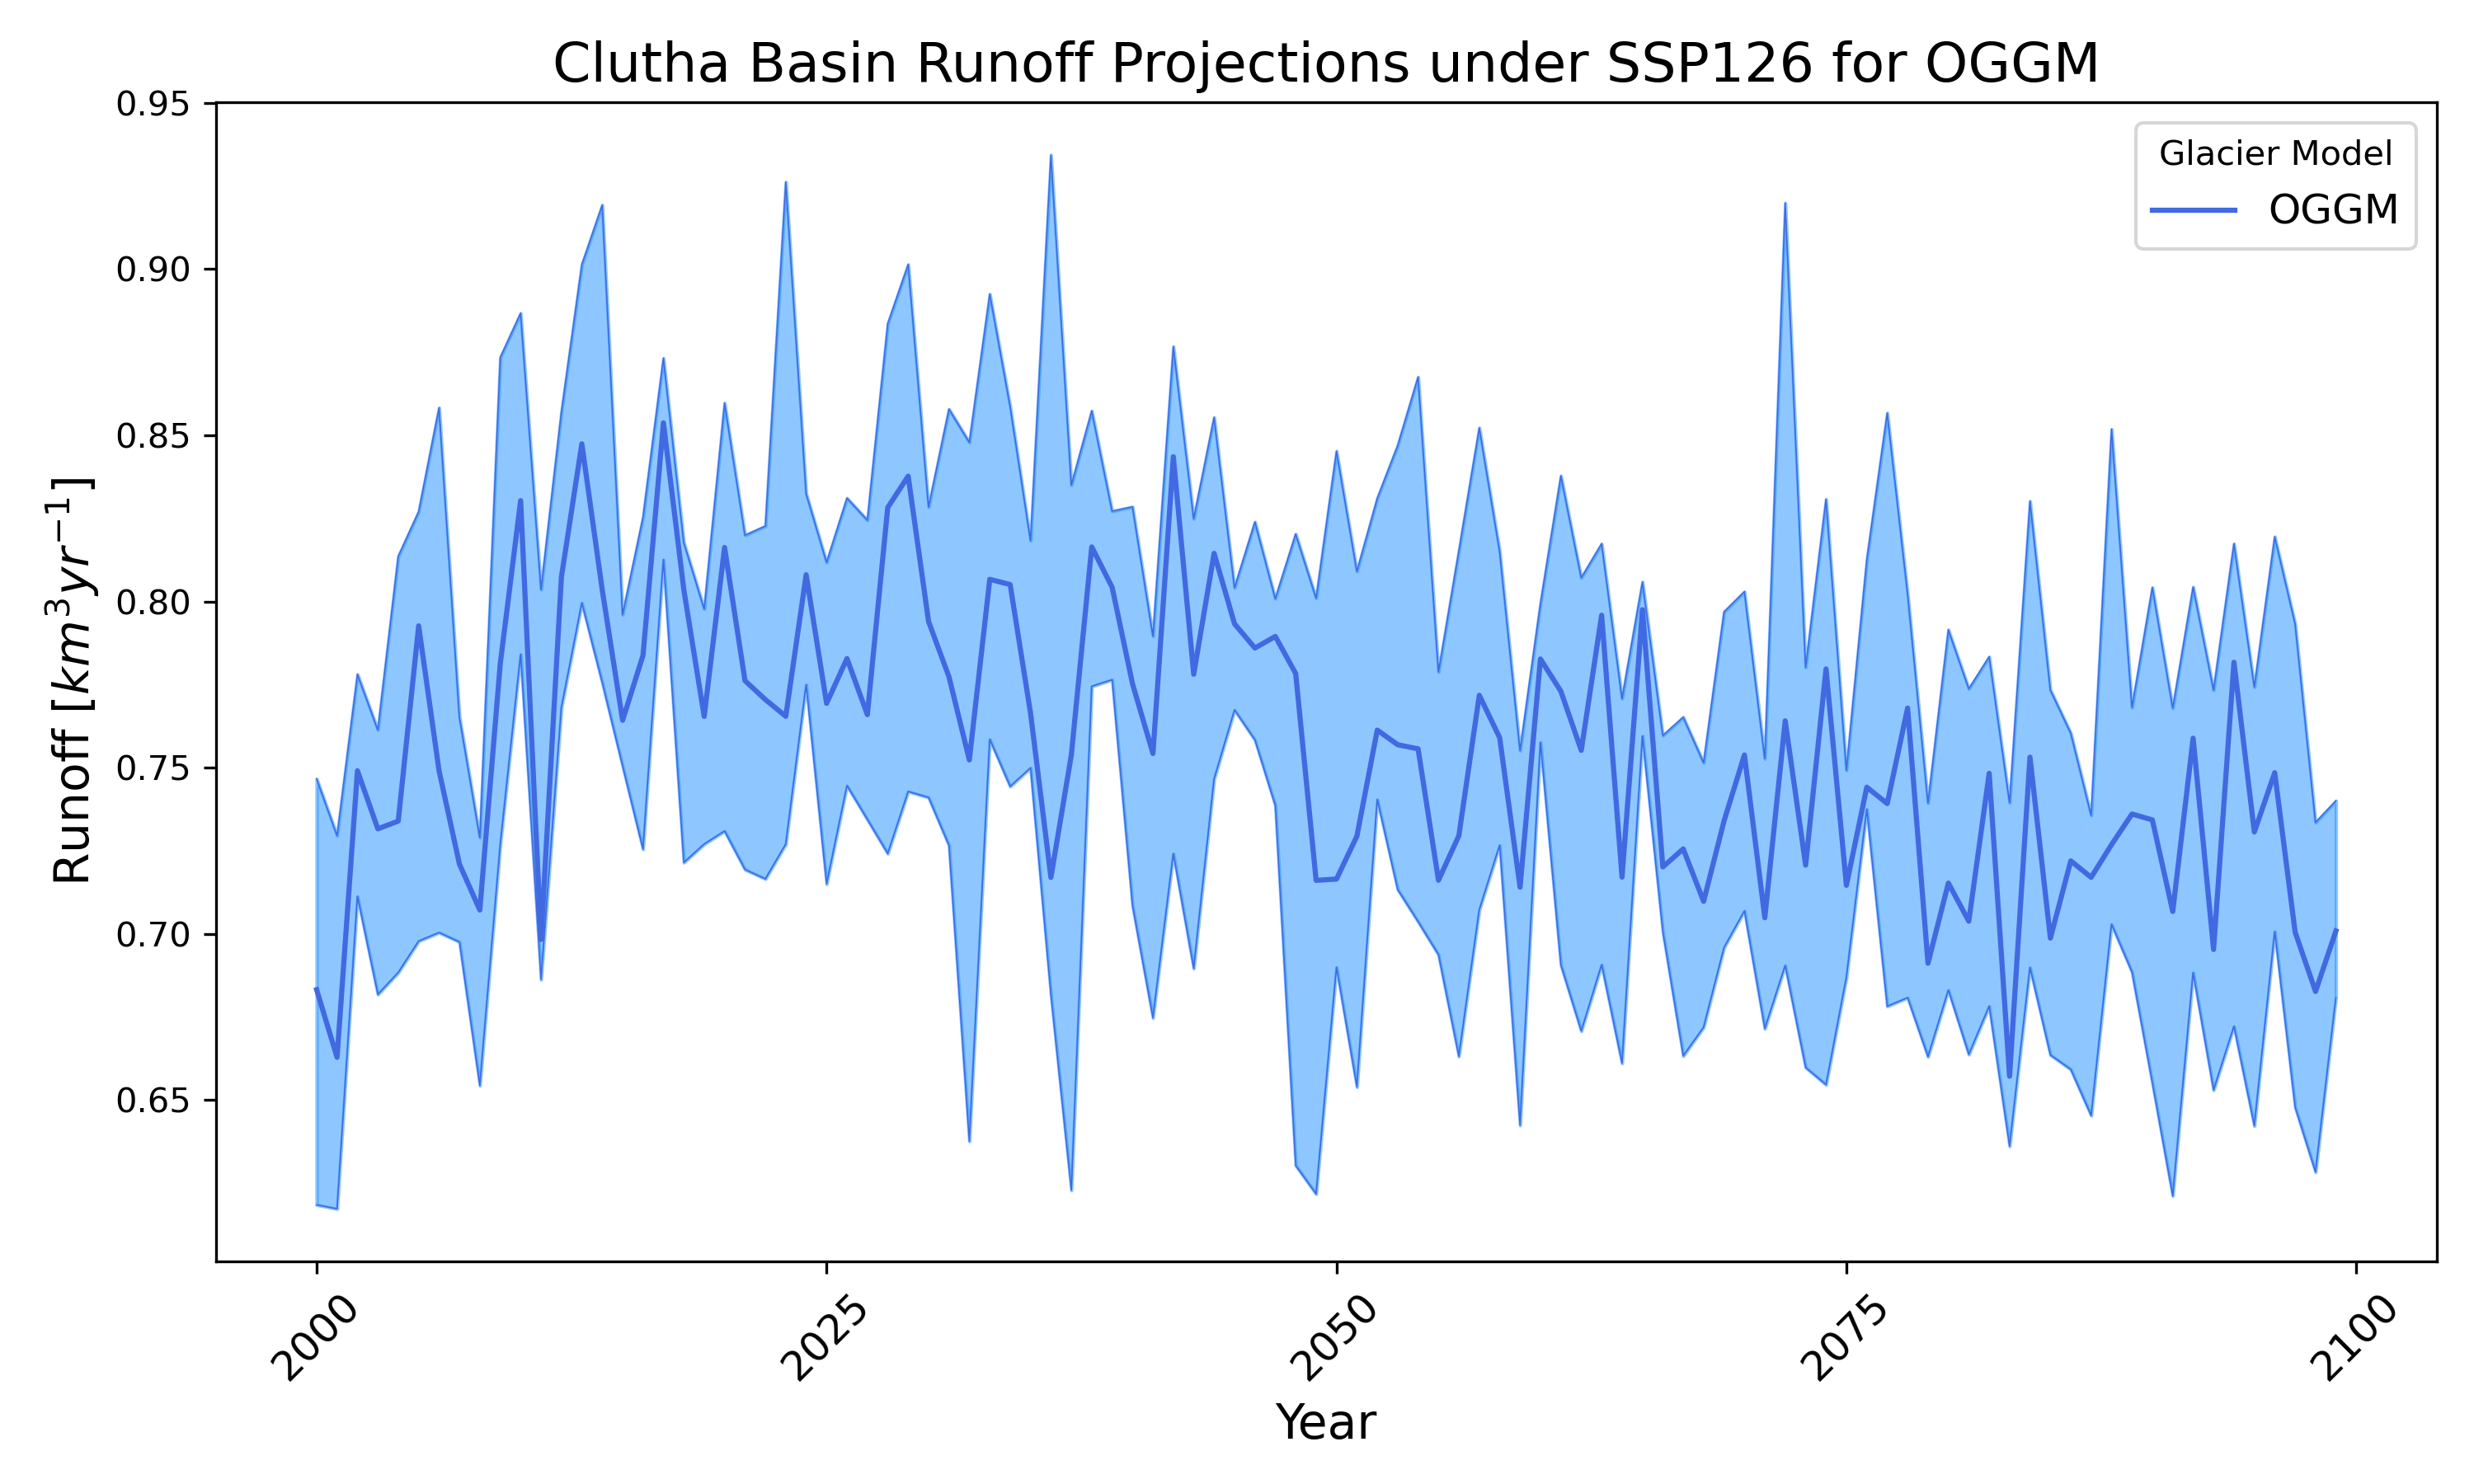 Clutha Basin Runoff Projections under SSP126 for OGGM
0.95
0.90
0.85
0.80
0.75
0.70
0.65
Runoff [km³yr⁻¹]
Glacier Model
OGGM
2000
2025
2050
2075
2100
Year